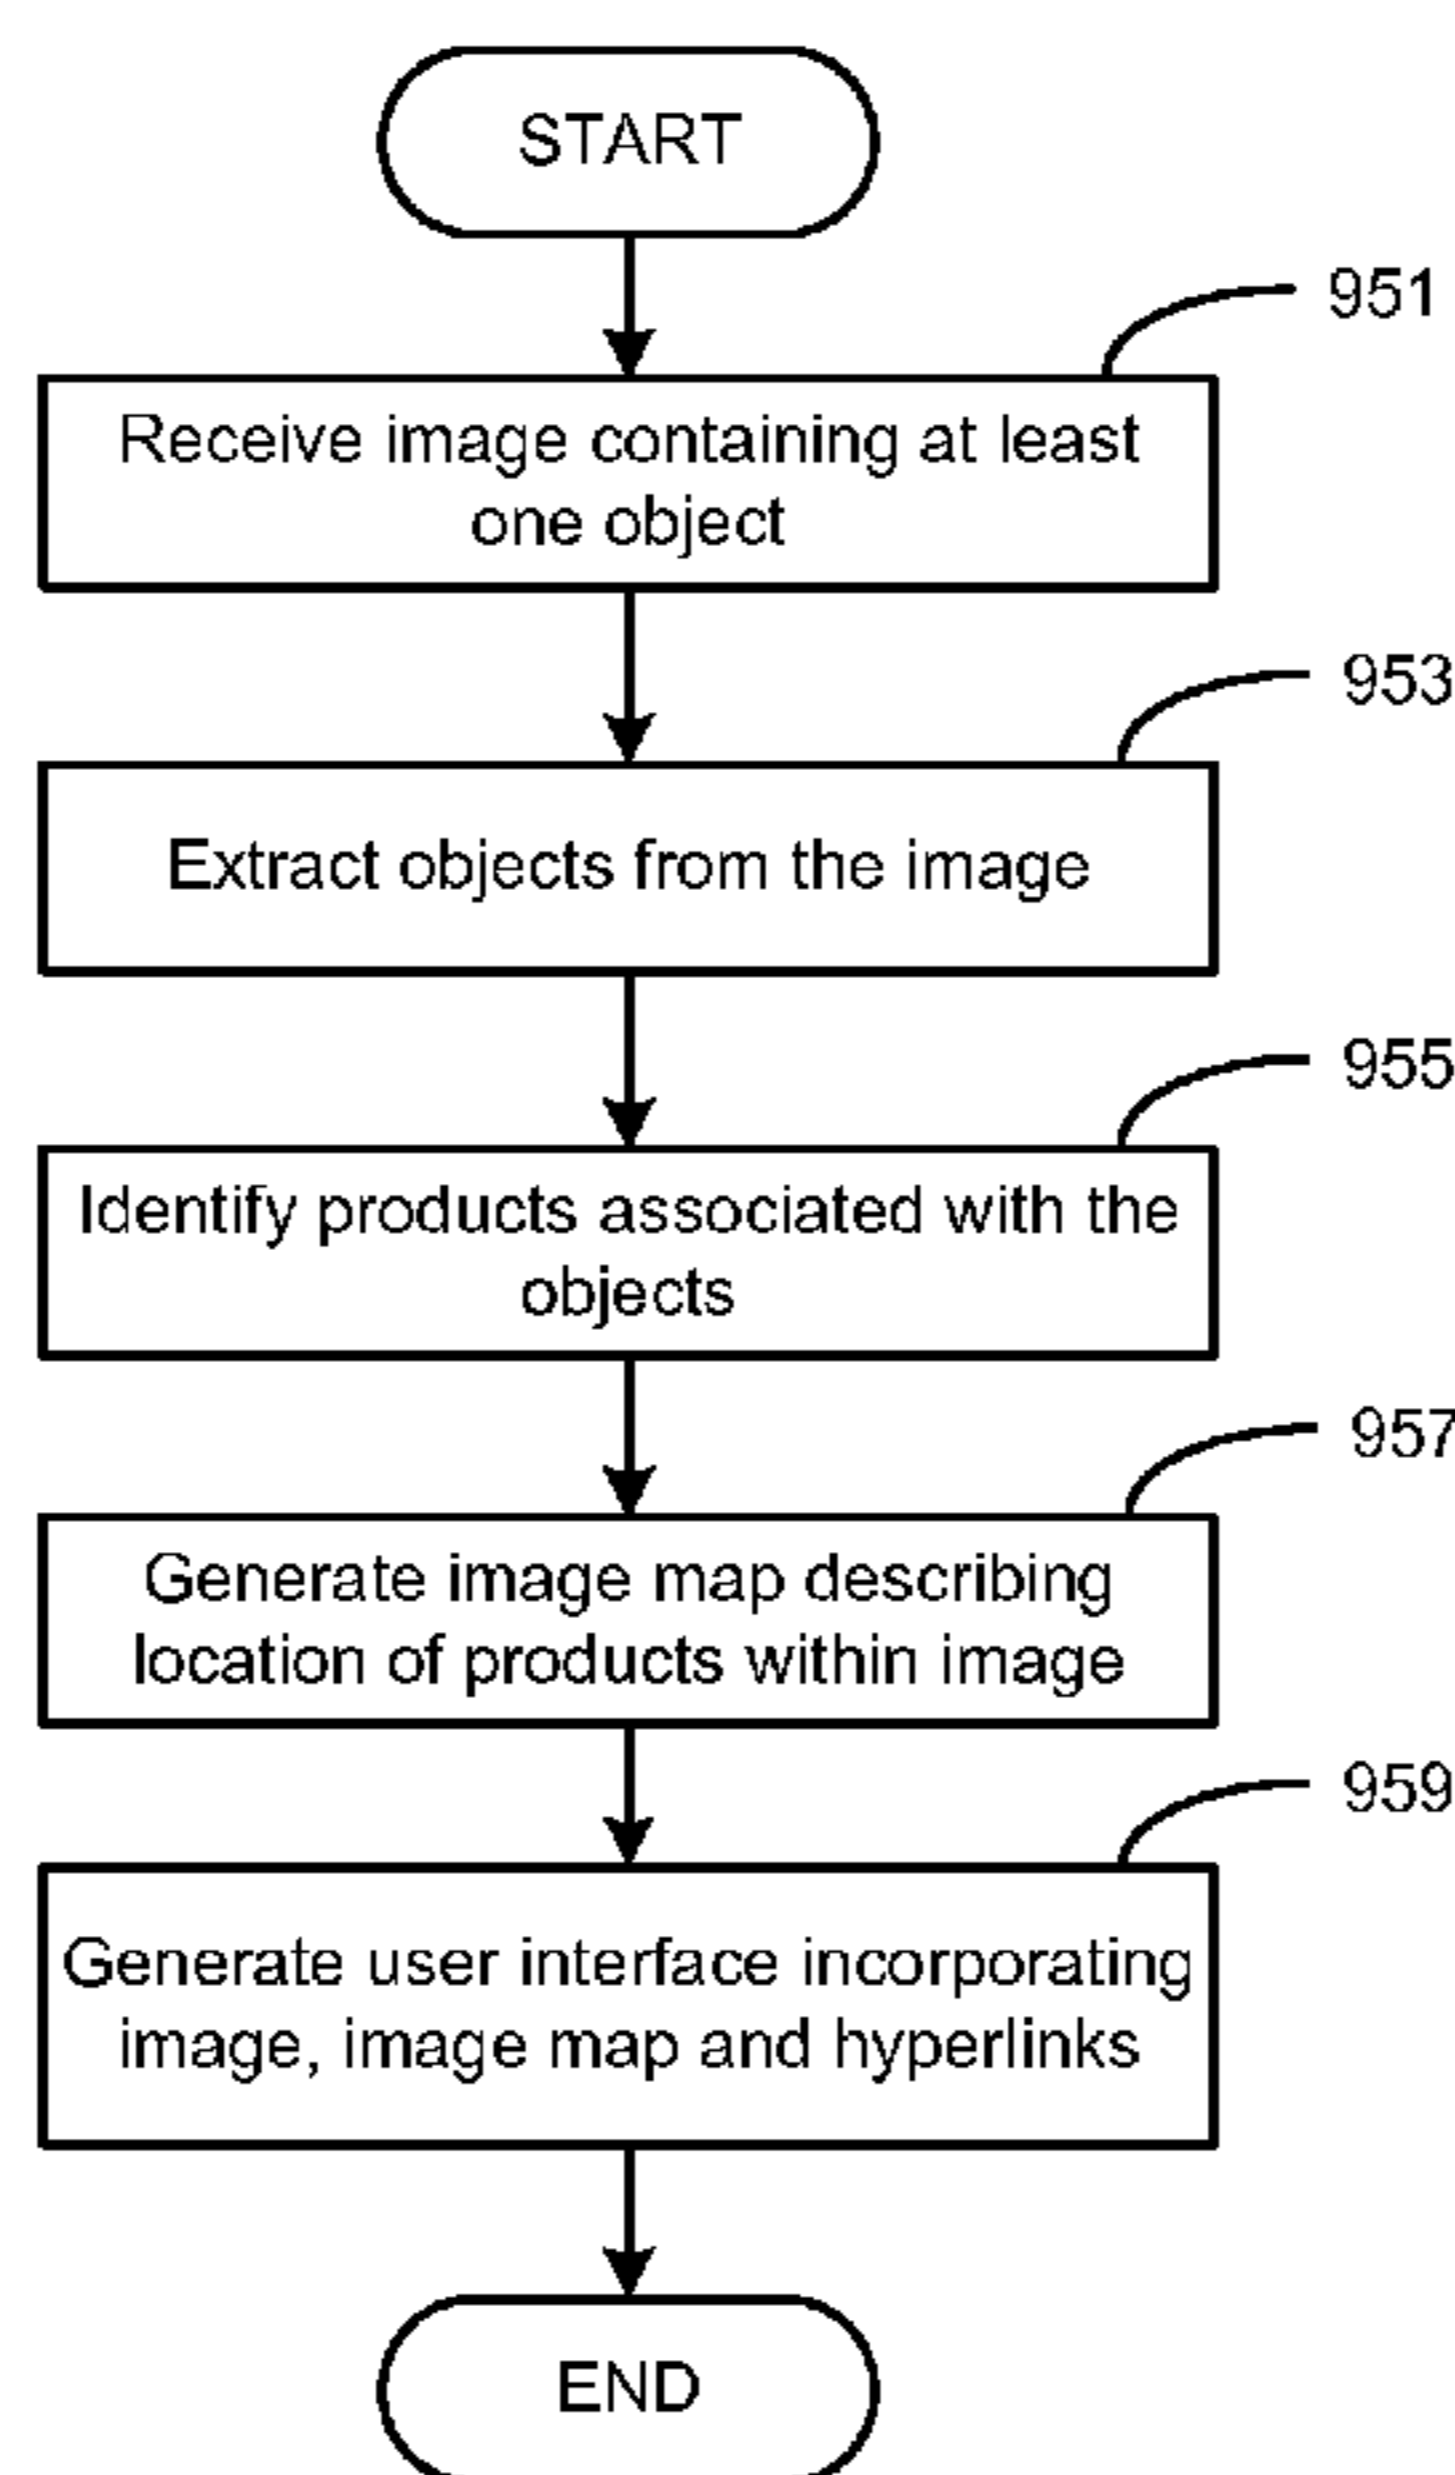 START
951
Receive image containing at least
one object
953
Extract objects from the image
955
Identify products associated with the
objects
957
Generate image map describing
location of products within image
959
Generate user interface incorporating
image, image map and hyperlinks
END